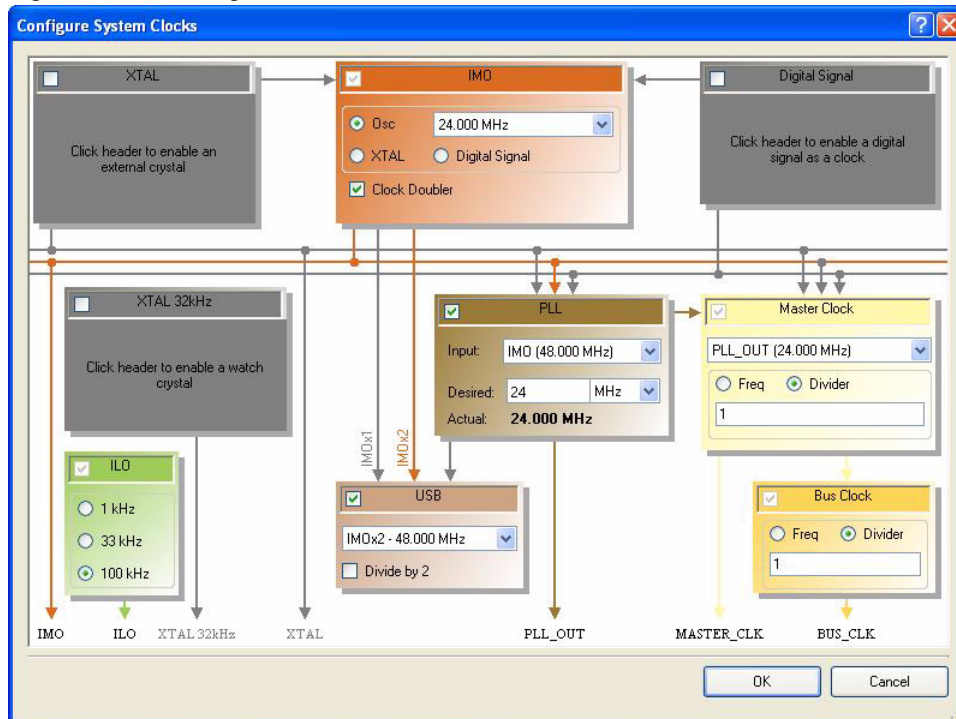 Configure System Clocks
XTAL
Click header to enable an
external crystal
IMO
Osc
24.000 MHz
XTAL
Digital Signal
Clock Doubler
Digital Signal
Click header to enable a digital
signal as a clock
XTAL 32kHz
Click header to enable a watch
crystal
PLL
Input:
IMO (48.000 MHz)
Desired:
24
MHz
Actual:
24.000 MHz
Master Clock
PLL_OUT (24.000 MHz)
Freq
Divider
1
IMOx1
IMOx2
ILO
1 kHz
33 kHz
100 kHz
USB
IMOx2 - 48.000 MHz
Divide by 2
Bus Clock
Freq
Divider
1
IMO
ILO
XTAL32kHz
XTAL
PLL_OUT
MASTER_CLK
BUS_CLK
OK
Cancel